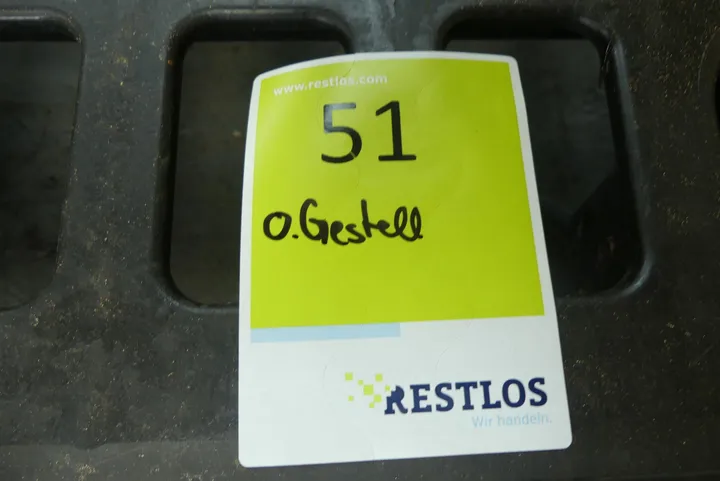 www.restlos.com
51
o. Gestell
RESTLOS
Wir handeln.